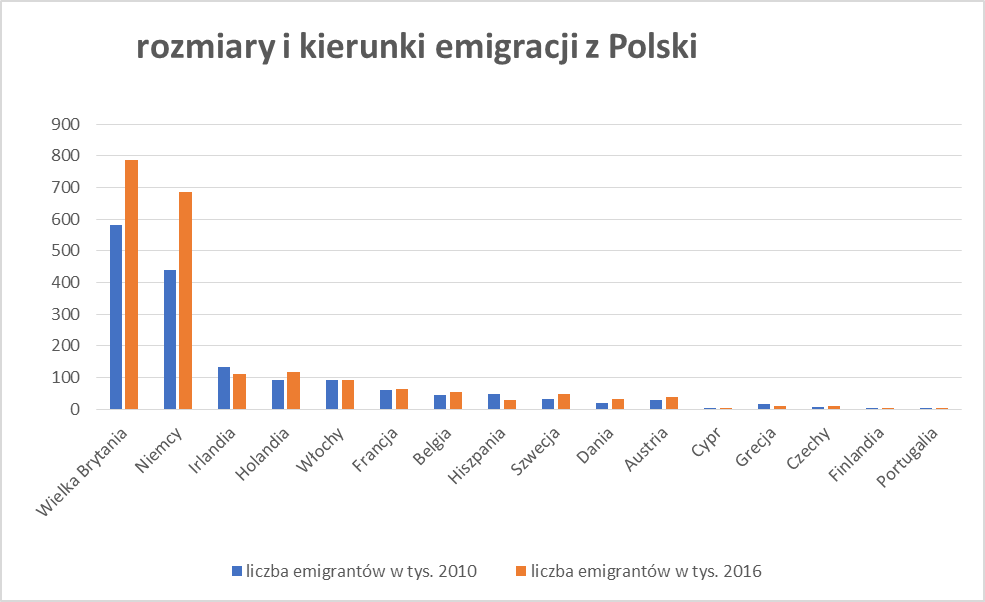 rozmiary i kierunki emigracji z Polski
900
800
700
600
500
400
300
200
100
0
Wielka Brytania
Niemcy
Irlandia
Holandia
Włochy
Francja
Belgia
Hiszpania
Szwecja
Dania
Austria
Cypr
Grecja
Czechy
Finlandia
Portugalia
liczba emigrantów w tys. 2010
liczba emigrantów w tys. 2016